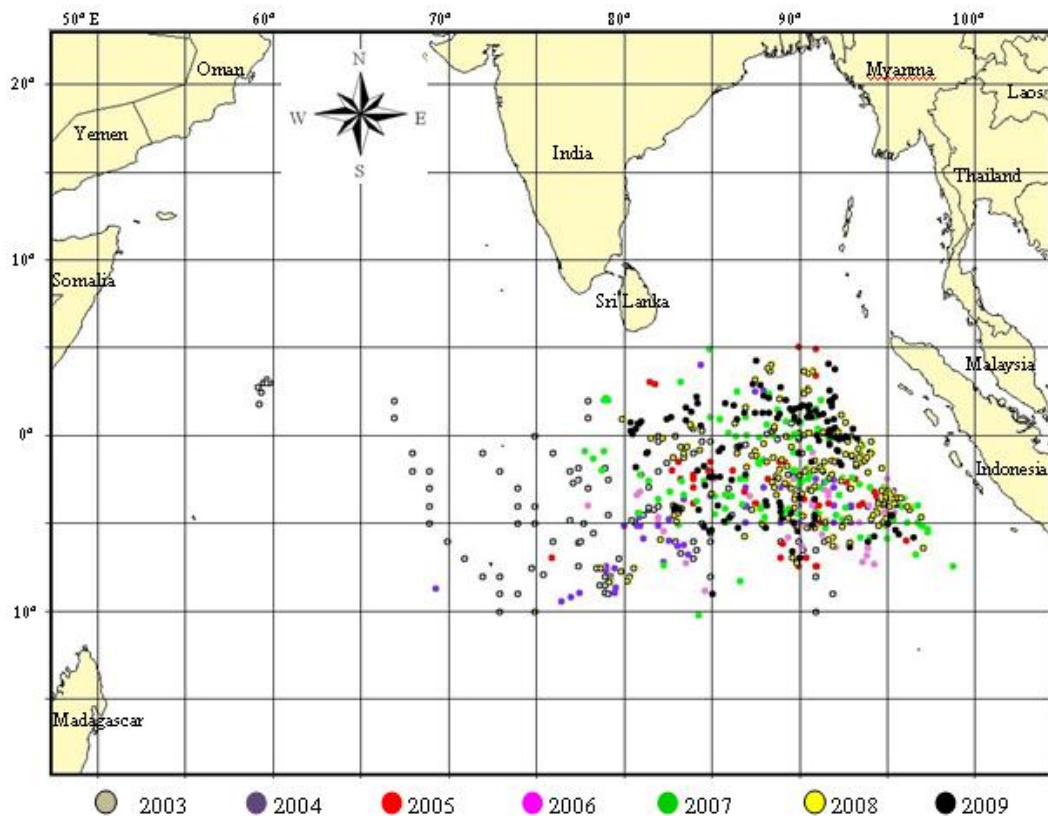 50° E 60° 70° 80° 90° 100°
20°
Oman
Myanma
Laos
N
W E
S
Yemen
India
Thailand
10°
Somalia
Sri Lanka
Malaysia
0°
Indonesia
10°
Madagascar
2003 2004 2005 2006 2007 2008 2009